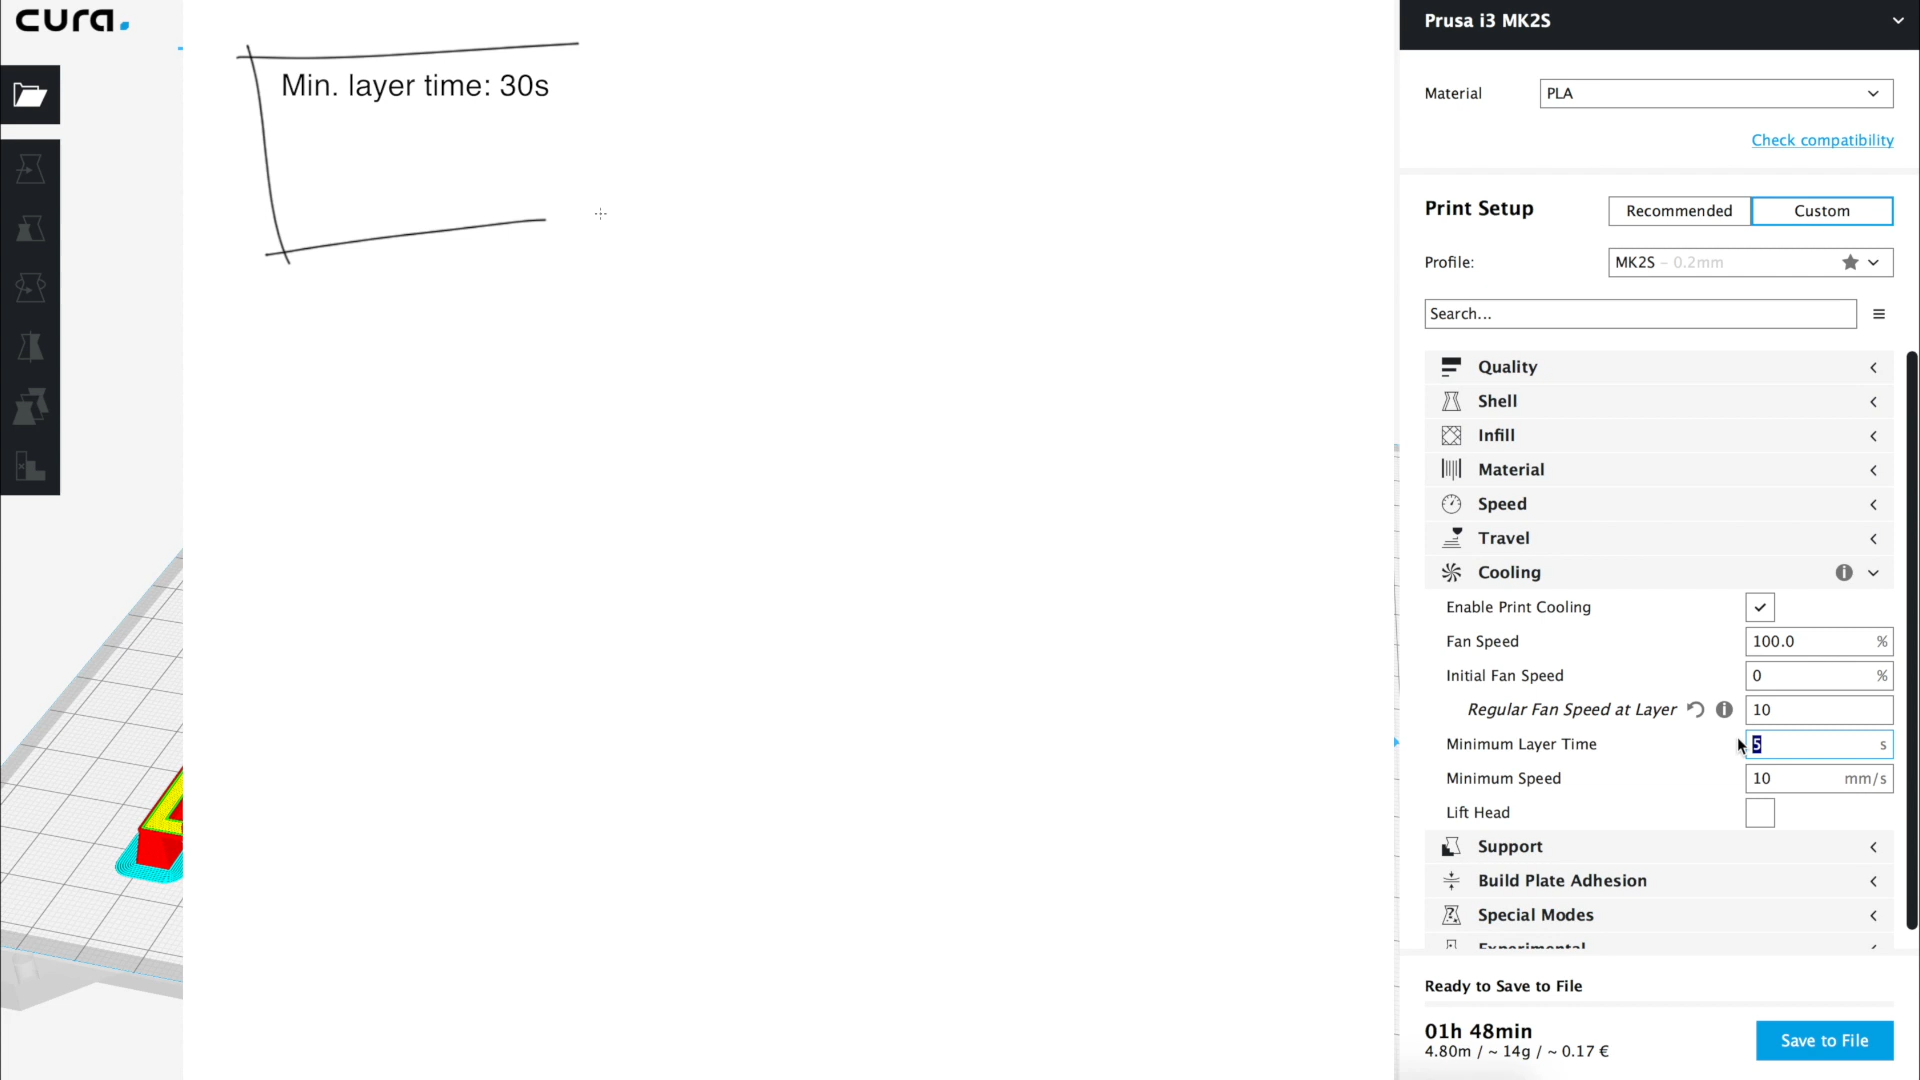 cura.
Min. layer time: 30s
Prusa i3 MK2S
Material
PLA
Check compatibility
Print Setup
Recommended
Custom
Profile:
MK2S - 0.2mm
Search...
Quality
Shell
Infill
Material
Speed
Travel
Cooling
Enable Print Cooling
Fan Speed
100.0 %
Initial Fan Speed
0 %
Regular Fan Speed at Layer
10
Minimum Layer Time
5 s
Minimum Speed
10 mm/s
Lift Head
Support
Build Plate Adhesion
Special Modes
Experimental
Ready to Save to File
01h 48min
4.80m / ~ 14g / ~ 0.17 €
Save to File